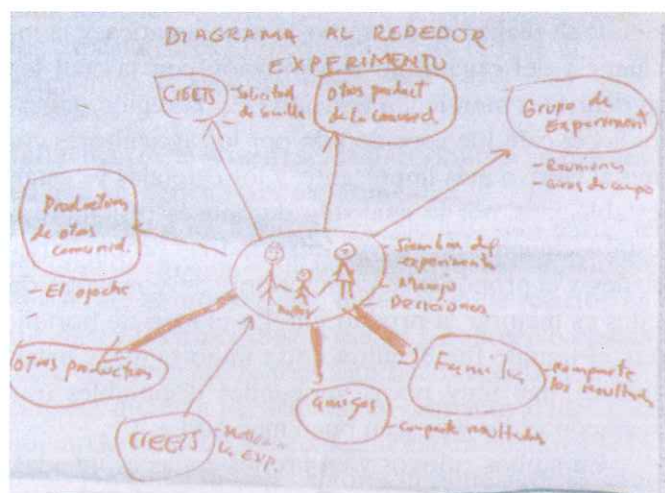 DIAGRAMA AL REDEDOR
EXPERIMENTO
CIEETS
- Solicitud
de Semilla
Otros product
de la comunid
Grupo de
Experiment
- Reuniones
- Giras de campo
Productores
de otras
comunid.
- El ojoche
- Siembra del
experimento
- Manejo
- Decisiones
Otros productores
CIEETS
la Exp.
amigos
- comparte resultados
Familia
- comparte
los resultados